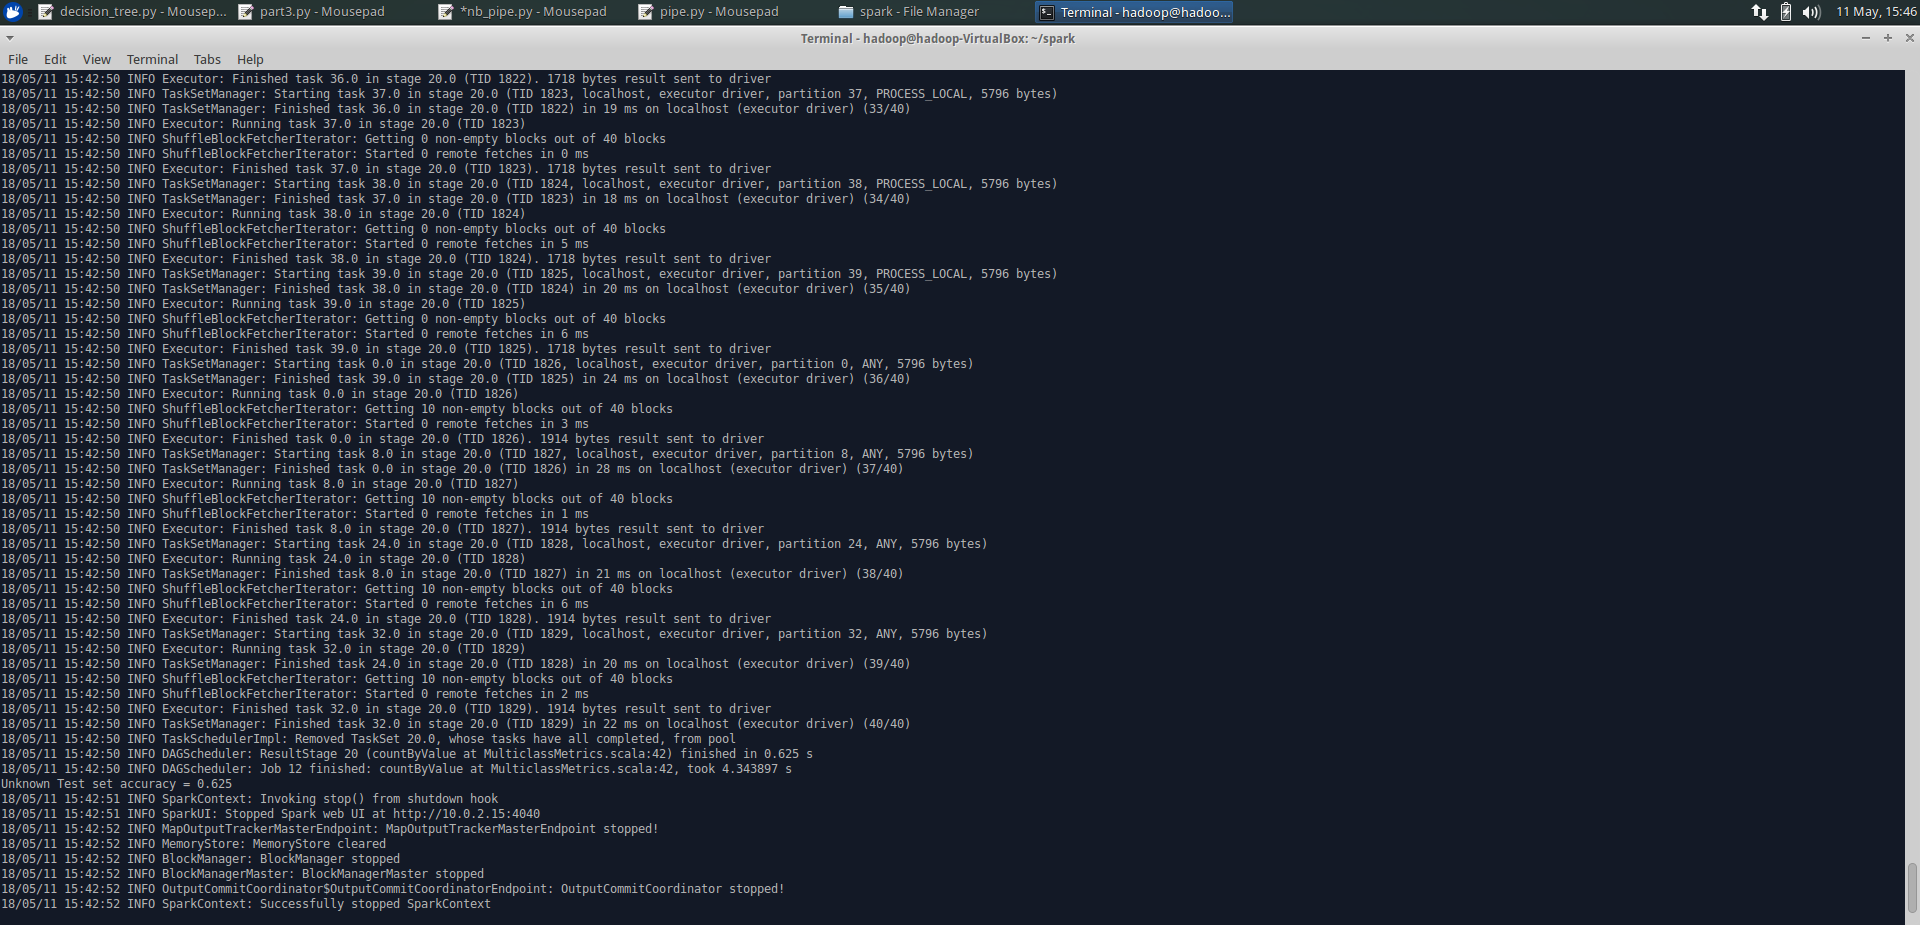 decision_tree.py - Mousep... part3.py - Mousepad *nb_pipe.py - Mousepad pipe.py - Mousepad spark - File Manager Terminal - hadoop@hadoo... 11 May, 15:46
Terminal - hadoop@hadoop-VirtualBox: ~/spark
File Edit View Terminal Tabs Help
18/05/11 15:42:50 INFO Executor: Finished task 36.0 in stage 20.0 (TID 1822). 1718 bytes result sent to driver
18/05/11 15:42:50 INFO TaskSetManager: Starting task 37.0 in stage 20.0 (TID 1823, localhost, executor driver, partition 37, PROCESS_LOCAL, 5796 bytes)
18/05/11 15:42:50 INFO TaskSetManager: Finished task 36.0 in stage 20.0 (TID 1822) in 19 ms on localhost (executor driver) (33/40)
18/05/11 15:42:50 INFO Executor: Running task 37.0 in stage 20.0 (TID 1823)
18/05/11 15:42:50 INFO ShuffleBlockFetcherIterator: Getting 0 non-empty blocks out of 40 blocks
18/05/11 15:42:50 INFO ShuffleBlockFetcherIterator: Started 0 remote fetches in 0 ms
18/05/11 15:42:50 INFO Executor: Finished task 37.0 in stage 20.0 (TID 1823). 1718 bytes result sent to driver
18/05/11 15:42:50 INFO TaskSetManager: Starting task 38.0 in stage 20.0 (TID 1824, localhost, executor driver, partition 38, PROCESS_LOCAL, 5796 bytes)
18/05/11 15:42:50 INFO TaskSetManager: Finished task 37.0 in stage 20.0 (TID 1823) in 18 ms on localhost (executor driver) (34/40)
18/05/11 15:42:50 INFO Executor: Running task 38.0 in stage 20.0 (TID 1824)
18/05/11 15:42:50 INFO ShuffleBlockFetcherIterator: Getting 0 non-empty blocks out of 40 blocks
18/05/11 15:42:50 INFO ShuffleBlockFetcherIterator: Started 0 remote fetches in 5 ms
18/05/11 15:42:50 INFO Executor: Finished task 38.0 in stage 20.0 (TID 1824). 1718 bytes result sent to driver
18/05/11 15:42:50 INFO TaskSetManager: Starting task 39.0 in stage 20.0 (TID 1825, localhost, executor driver, partition 39, PROCESS_LOCAL, 5796 bytes)
18/05/11 15:42:50 INFO TaskSetManager: Finished task 38.0 in stage 20.0 (TID 1824) in 20 ms on localhost (executor driver) (35/40)
18/05/11 15:42:50 INFO Executor: Running task 39.0 in stage 20.0 (TID 1825)
18/05/11 15:42:50 INFO ShuffleBlockFetcherIterator: Getting 0 non-empty blocks out of 40 blocks
18/05/11 15:42:50 INFO ShuffleBlockFetcherIterator: Started 0 remote fetches in 6 ms
18/05/11 15:42:50 INFO Executor: Finished task 39.0 in stage 20.0 (TID 1825). 1718 bytes result sent to driver
18/05/11 15:42:50 INFO TaskSetManager: Starting task 0.0 in stage 20.0 (TID 1826, localhost, executor driver, partition 0, ANY, 5796 bytes)
18/05/11 15:42:50 INFO TaskSetManager: Finished task 39.0 in stage 20.0 (TID 1825) in 24 ms on localhost (executor driver) (36/40)
18/05/11 15:42:50 INFO Executor: Running task 0.0 in stage 20.0 (TID 1826)
18/05/11 15:42:50 INFO ShuffleBlockFetcherIterator: Getting 10 non-empty blocks out of 40 blocks
18/05/11 15:42:50 INFO ShuffleBlockFetcherIterator: Started 0 remote fetches in 3 ms
18/05/11 15:42:50 INFO Executor: Finished task 0.0 in stage 20.0 (TID 1826). 1914 bytes result sent to driver
18/05/11 15:42:50 INFO TaskSetManager: Starting task 8.0 in stage 20.0 (TID 1827, localhost, executor driver, partition 8, ANY, 5796 bytes)
18/05/11 15:42:50 INFO TaskSetManager: Finished task 0.0 in stage 20.0 (TID 1826) in 28 ms on localhost (executor driver) (37/40)
18/05/11 15:42:50 INFO Executor: Running task 8.0 in stage 20.0 (TID 1827)
18/05/11 15:42:50 INFO ShuffleBlockFetcherIterator: Getting 10 non-empty blocks out of 40 blocks
18/05/11 15:42:50 INFO ShuffleBlockFetcherIterator: Started 0 remote fetches in 1 ms
18/05/11 15:42:50 INFO Executor: Finished task 8.0 in stage 20.0 (TID 1827). 1914 bytes result sent to driver
18/05/11 15:42:50 INFO TaskSetManager: Starting task 24.0 in stage 20.0 (TID 1828, localhost, executor driver, partition 24, ANY, 5796 bytes)
18/05/11 15:42:50 INFO Executor: Running task 24.0 in stage 20.0 (TID 1828)
18/05/11 15:42:50 INFO TaskSetManager: Finished task 8.0 in stage 20.0 (TID 1827) in 21 ms on localhost (executor driver) (38/40)
18/05/11 15:42:50 INFO ShuffleBlockFetcherIterator: Getting 10 non-empty blocks out of 40 blocks
18/05/11 15:42:50 INFO ShuffleBlockFetcherIterator: Started 0 remote fetches in 6 ms
18/05/11 15:42:50 INFO Executor: Finished task 24.0 in stage 20.0 (TID 1828). 1914 bytes result sent to driver
18/05/11 15:42:50 INFO TaskSetManager: Starting task 32.0 in stage 20.0 (TID 1829, localhost, executor driver, partition 32, ANY, 5796 bytes)
18/05/11 15:42:50 INFO Executor: Running task 32.0 in stage 20.0 (TID 1829)
18/05/11 15:42:50 INFO TaskSetManager: Finished task 24.0 in stage 20.0 (TID 1828) in 20 ms on localhost (executor driver) (39/40)
18/05/11 15:42:50 INFO ShuffleBlockFetcherIterator: Getting 10 non-empty blocks out of 40 blocks
18/05/11 15:42:50 INFO ShuffleBlockFetcherIterator: Started 0 remote fetches in 2 ms
18/05/11 15:42:50 INFO Executor: Finished task 32.0 in stage 20.0 (TID 1829). 1914 bytes result sent to driver
18/05/11 15:42:50 INFO TaskSetManager: Finished task 32.0 in stage 20.0 (TID 1829) in 22 ms on localhost (executor driver) (40/40)
18/05/11 15:42:50 INFO TaskSchedulerImpl: Removed TaskSet 20.0, whose tasks have all completed, from pool
18/05/11 15:42:50 INFO DAGScheduler: ResultStage 20 (countByValue at MulticlassMetrics.scala:42) finished in 0.625 s
18/05/11 15:42:50 INFO DAGScheduler: Job 12 finished: countByValue at MulticlassMetrics.scala:42, took 4.343897 s
Unknown Test set accuracy = 0.625
18/05/11 15:42:51 INFO SparkContext: Invoking stop() from shutdown hook
18/05/11 15:42:51 INFO SparkUI: Stopped Spark web UI at http://10.0.2.15:4040
18/05/11 15:42:52 INFO MapOutputTrackerMasterEndpoint: MapOutputTrackerMasterEndpoint stopped!
18/05/11 15:42:52 INFO MemoryStore: MemoryStore cleared
18/05/11 15:42:52 INFO BlockManager: BlockManager stopped
18/05/11 15:42:52 INFO BlockManagerMaster: BlockManagerMaster stopped
18/05/11 15:42:52 INFO OutputCommitCoordinator$OutputCommitCoordinatorEndpoint: OutputCommitCoordinator stopped!
18/05/11 15:42:52 INFO SparkContext: Successfully stopped SparkContext